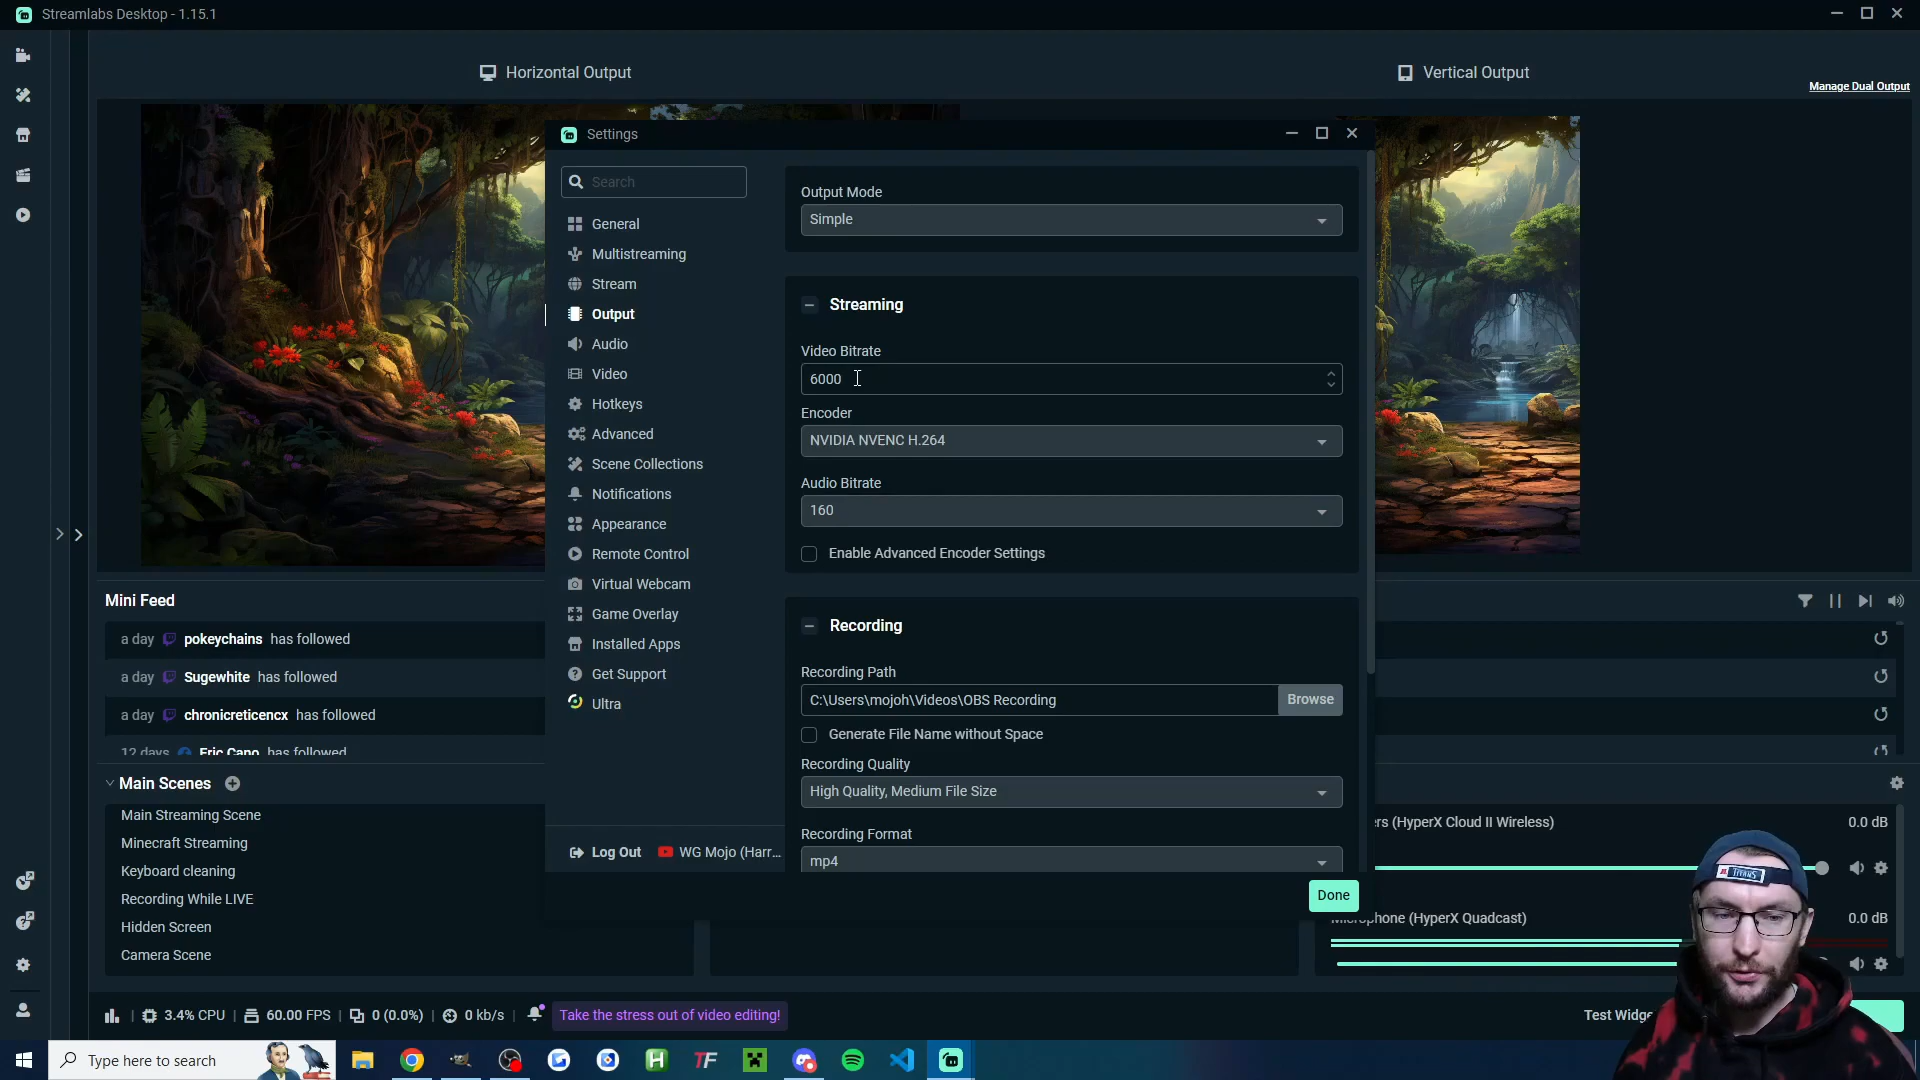 Streamlabs Desktop - 1.15.1
Horizontal Output
Vertical Output
Manage Dual Output
Settings
Search
General
Multistreaming
Stream
Output
Audio
Video
Hotkeys
Advanced
Scene Collections
Notifications
Appearance
Remote Control
Virtual Webcam
Game Overlay
Installed Apps
Get Support
Ultra
Log Out WG Mojo (Harr...
Output Mode
Simple
Streaming
Video Bitrate
6000
Encoder
NVIDIA NVENC H.264
Audio Bitrate
160
Enable Advanced Encoder Settings
Recording
Recording Path
C:\Users\mojoh\Videos\OBS Recording
Browse
Generate File Name without Space
Recording Quality
High Quality, Medium File Size
Recording Format
mp4
Done
Mini Feed
a day pokeychains has followed
a day Sugewhite has followed
a day chronicreticencx has followed
12 days Eric Cano has followed
Main Scenes
Main Streaming Scene
Minecraft Streaming
Keyboard cleaning
Recording While LIVE
Hidden Screen
Camera Scene
(HyperX Cloud II Wireless) 0.0 dB
Microphone (HyperX Quadcast) 0.0 dB
TITANS
3.4% CPU | 60.00 FPS | 0 (0.0%) | 0 kb/s | Take the stress out of video editing!
Test
Type here to search
H
TF